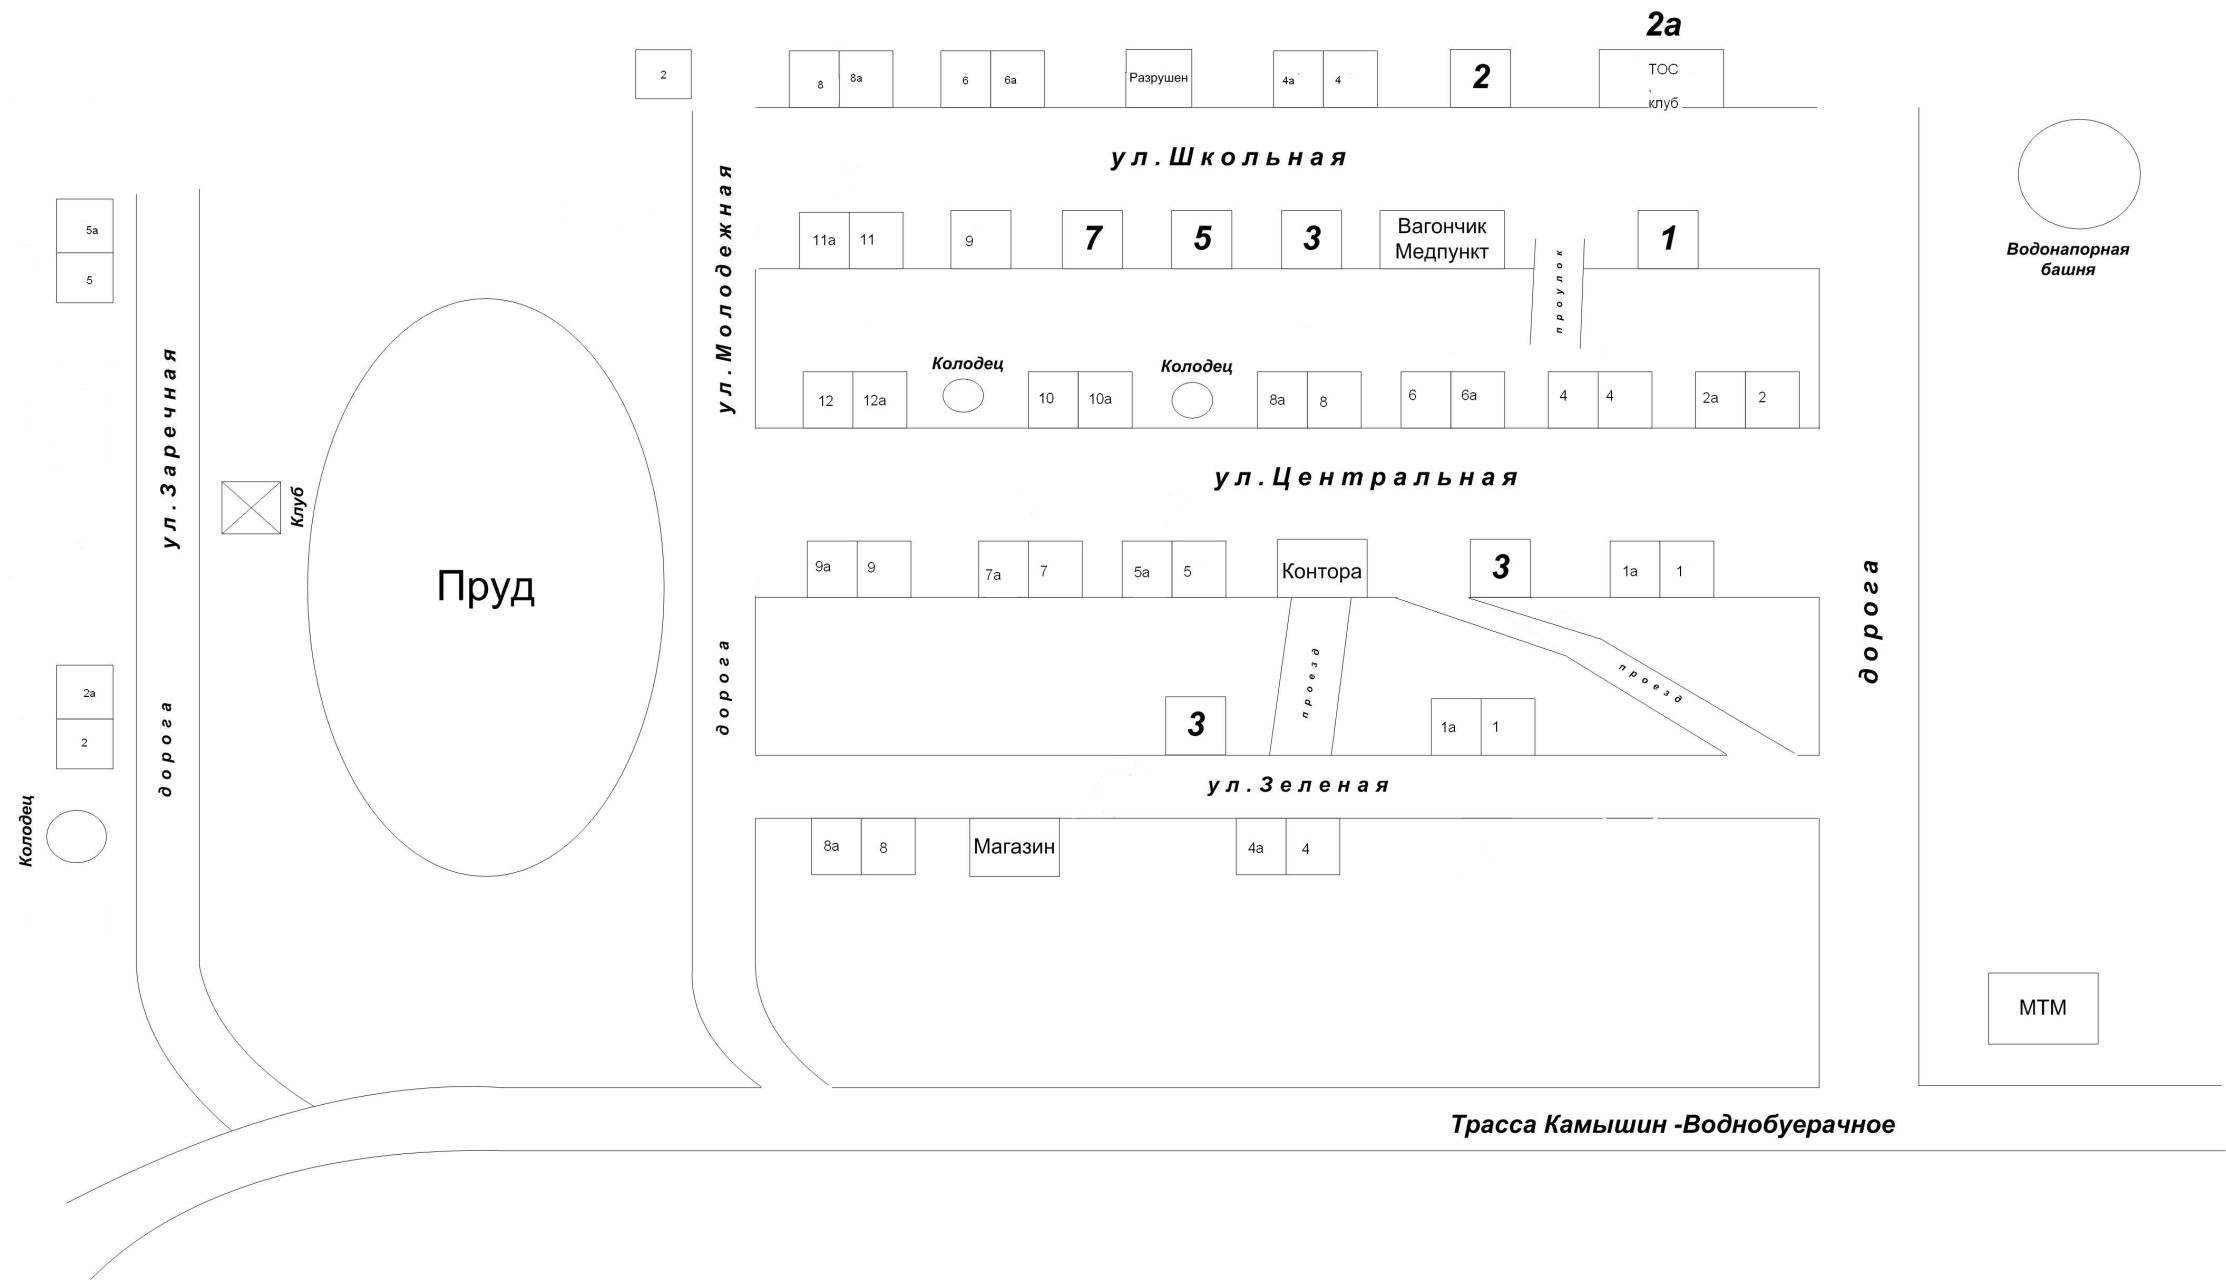 2а
2
8
8а
6
6а
Разрушен
4а
4
2
ТОС
,
клуб
ул.Школьная
ул.Молодежная
5а
5
11а
11
9
7
5
3
Вагончик
Медпункт
проулок
1
Водонапорная
башня
ул.Заречная
12
12а
Колодец
10
10а
Колодец
8а
8
6
6а
4
4
2а
2
ул.Центральная
Клуб
Пруд
9а
9
7а
7
5а
5
Контора
3
1а
1
дорога
2а
2
дорога
дорога
3
проезд
1а
1
проезд
ул.Зеленая
Колодец
8а
8
Магазин
4а
4
МТМ
Трасса Камышин -Воднобуерачное